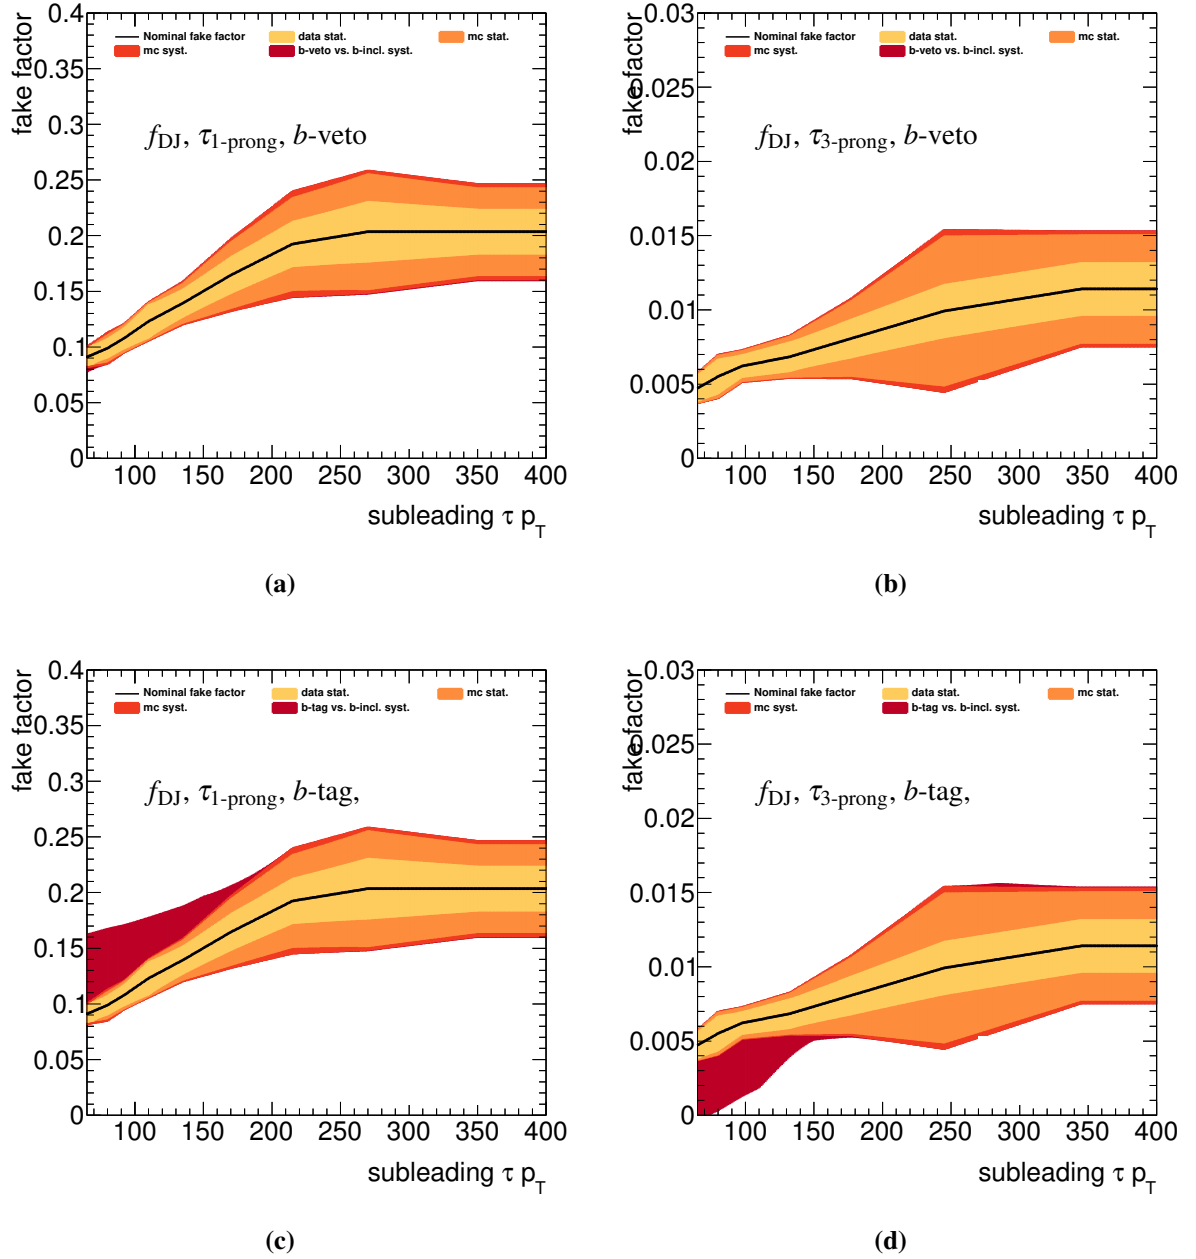 0.4
0.35
0.3
0.25
0.2
0.15
0.1
0.05
0
fake factor
Nominal fake factor data stat. mc stat.
mc syst. b-veto vs. b-incl. syst.
f_DJ, τ_1-prong, b-veto
100 150 200 250 300 350 400
subleading τ p_T
(a)
0.03
0.025
0.02
0.015
0.01
0.005
0
fake factor
Nominal fake factor data stat. mc stat.
mc syst. b-veto vs. b-incl. syst.
f_DJ, τ_3-prong, b-veto
100 150 200 250 300 350 400
subleading τ p_T
(b)
0.4
0.35
0.3
0.25
0.2
0.15
0.1
0.05
0
fake factor
Nominal fake factor data stat. mc stat.
mc syst. b-tag vs. b-incl. syst.
f_DJ, τ_1-prong, b-tag,
100 150 200 250 300 350 400
subleading τ p_T
(c)
0.03
0.025
0.02
0.015
0.01
0.005
0
fake factor
Nominal fake factor data stat. mc stat.
mc syst. b-tag vs. b-incl. syst.
f_DJ, τ_3-prong, b-tag,
100 150 200 250 300 350 400
subleading τ p_T
(d)